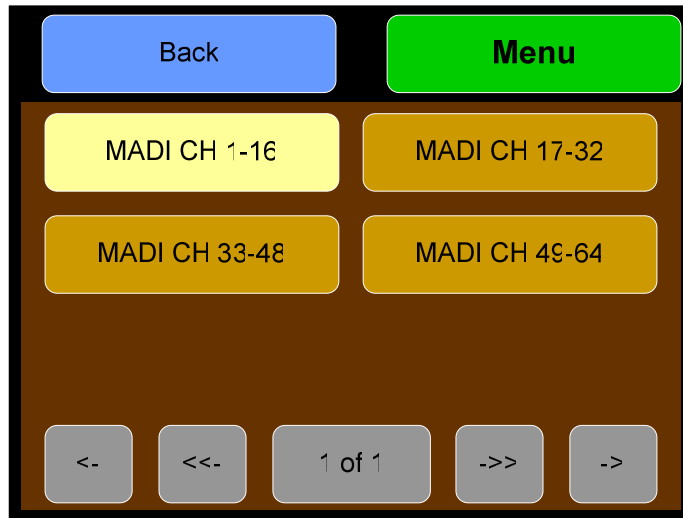 Back
Menu
MADI CH 1-16
MADI CH 17-32
MADI CH 33-48
MADI CH 49-64
<-
<<-
1 of 1
->>
->